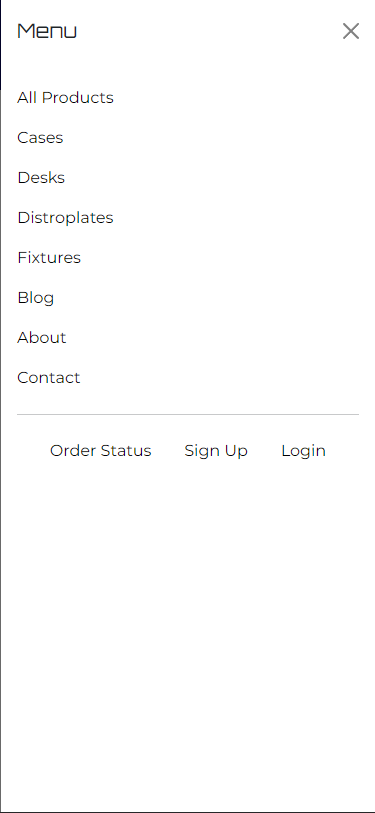 Menu
All Products
Cases
Desks
Distroplates
Fixtures
Blog
About
Contact
Order Status Sign Up Login